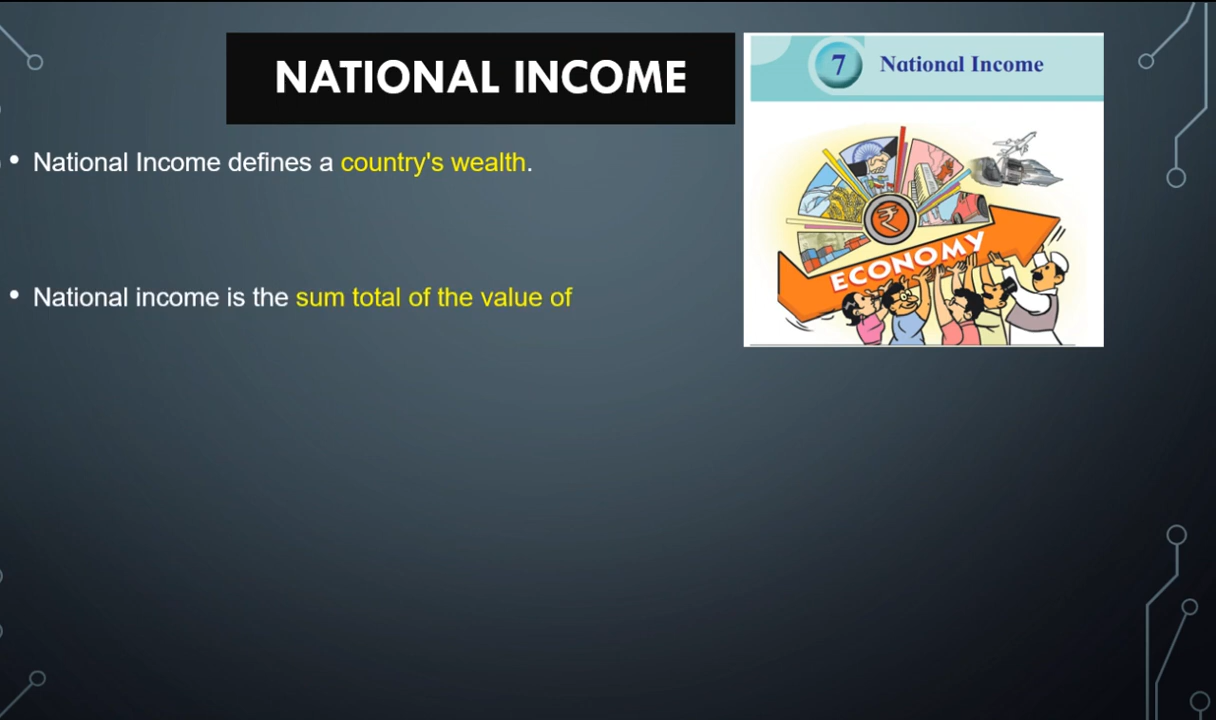 NATIONAL INCOME
7 National Income
• National Income defines a country's wealth.
₹
ECONOMY
• National income is the sum total of the value of